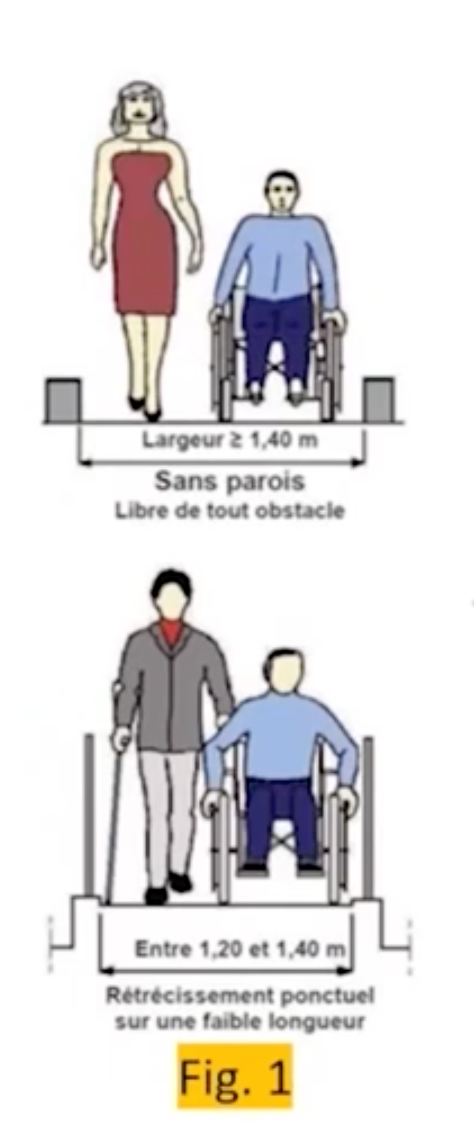 Largeur ≥ 1,40 m
Sans parois
Libre de tout obstacle
Entre 1,20 et 1,40 m
Rétrécissement ponctuel
sur une faible longueur
Fig. 1